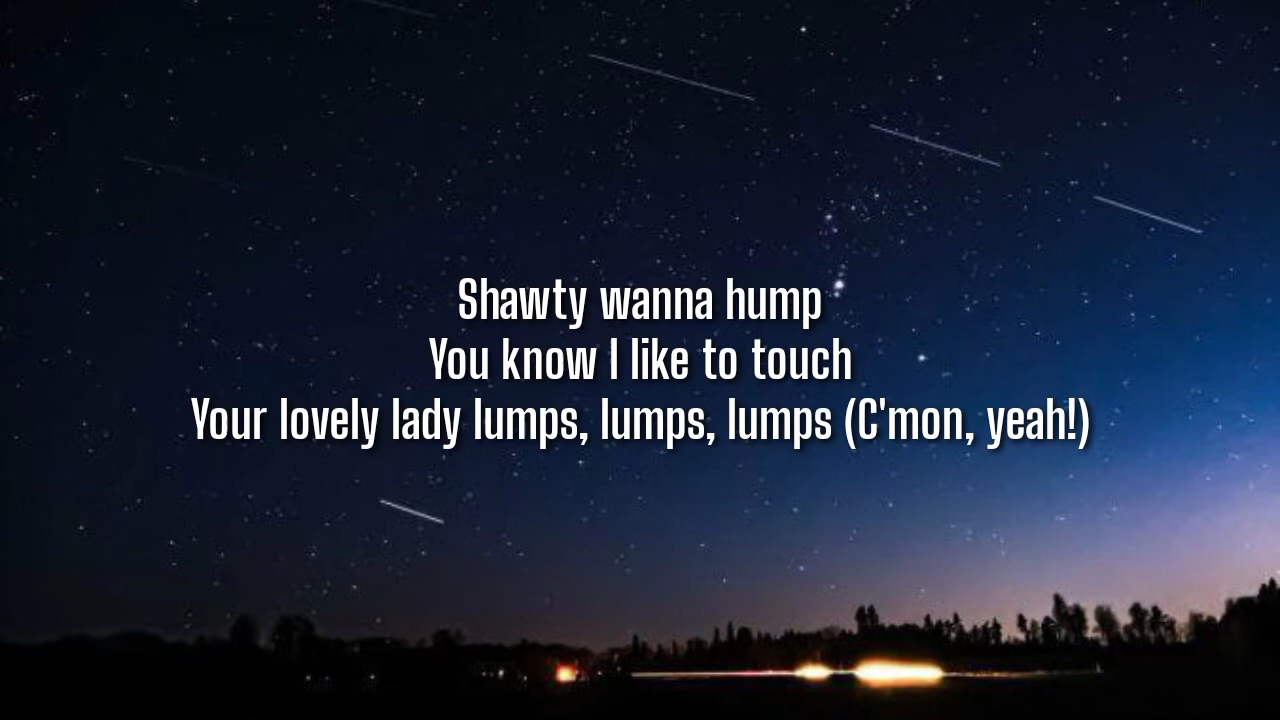 Shawty wanna hump
You know I like to touch
Your lovely lady lumps, lumps, lumps (C'mon, yeah!)